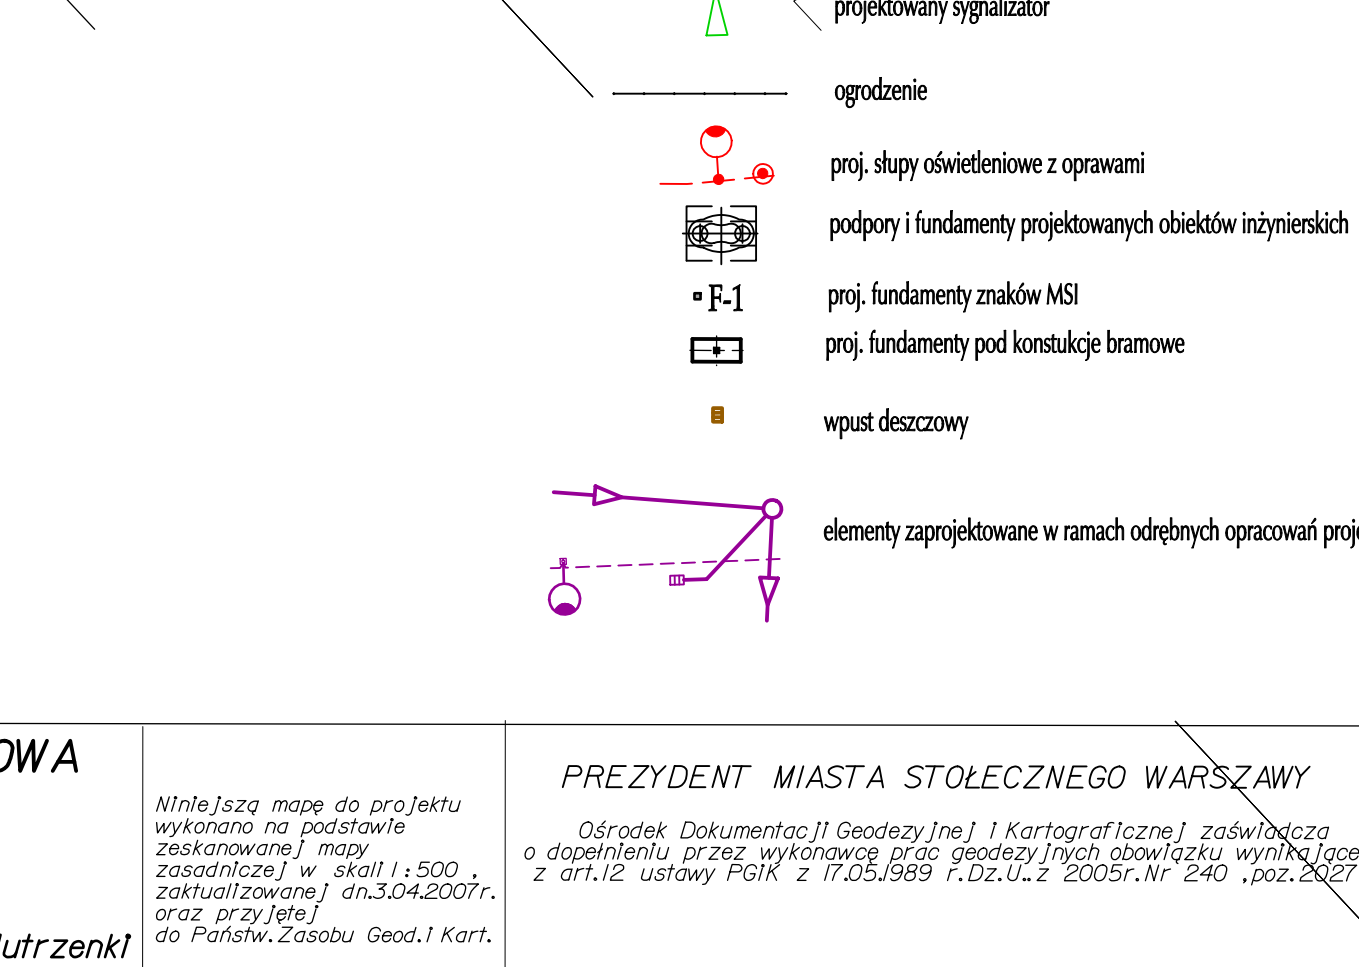 projektowany sygnalizator
ogrodzenie
proj. słupy oświetleniowe z oprawami
podpory i fundamenty projektowanych obiektów inżynierskich
F-1
proj. fundamenty znaków MSI
proj. fundamenty pod konstukcje bramowe
wpust deszczowy
elementy zaprojektowane w ramach odrębnych opracowań proje
OWA
Jutrzenki
Niniejszą mapę do projektu
wykonano na podstawie
zeskanowanej mapy
zasadniczej w skali 1:500 ,
zaktualizowanej dn.3.04.2007r.
oraz przyjętej
do Państw.Zasobu Geod.i Kart.
PREZYDENT MIASTA STOŁECZNEGO WARSZAWY
Ośrodek Dokumentacji Geodezyjnej i Kartograficznej zaświadcza
o dopełnieniu przez wykonawcę prac geodezyjnych obowiązku wynikające
z art.12 ustawy PGiK z 17.05.1989 r.Dz.U..z 2005r.Nr 240 ,poz.2027